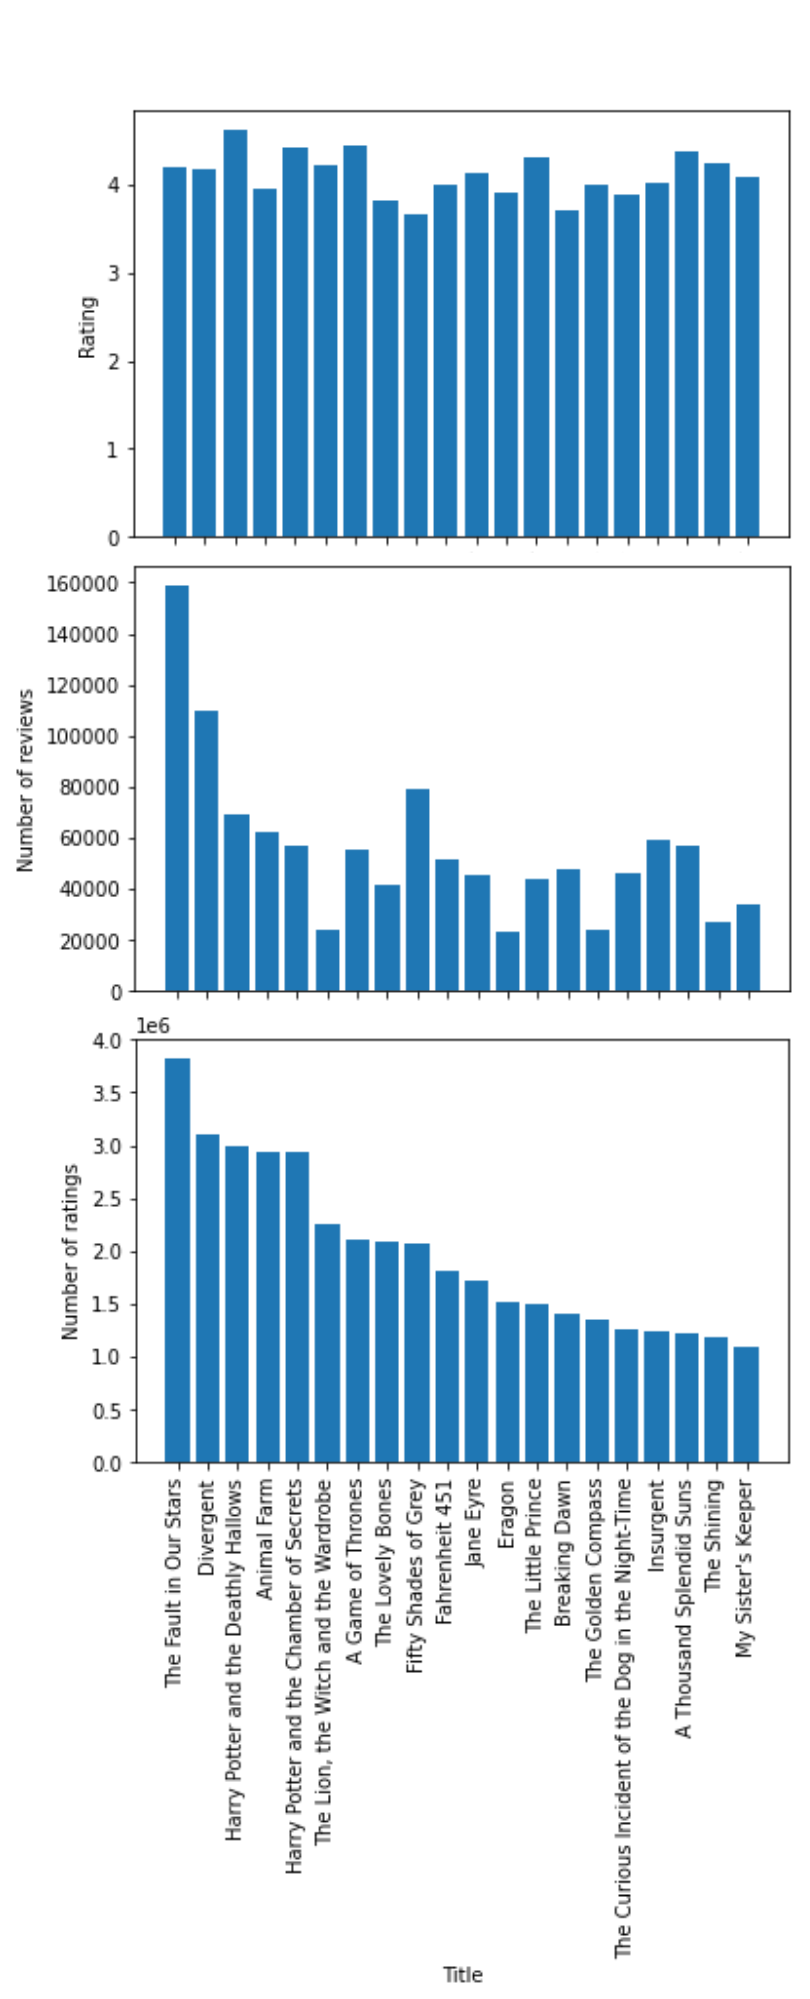 4
3
2
1
0
Rating
160000
140000
120000
100000
80000
60000
40000
20000
0
Number of reviews
1e6
4.0
3.5
3.0
2.5
2.0
1.5
1.0
0.5
0.0
Number of ratings
The Fault in Our Stars
Divergent
Harry Potter and the Deathly Hallows
Animal Farm
Harry Potter and the Chamber of Secrets
The Lion, the Witch and the Wardrobe
A Game of Thrones
The Lovely Bones
Fifty Shades of Grey
Fahrenheit 451
Jane Eyre
Eragon
The Little Prince
Breaking Dawn
The Golden Compass
The Curious Incident of the Dog in the Night-Time
Insurgent
A Thousand Splendid Suns
The Shining
My Sister's Keeper
Title